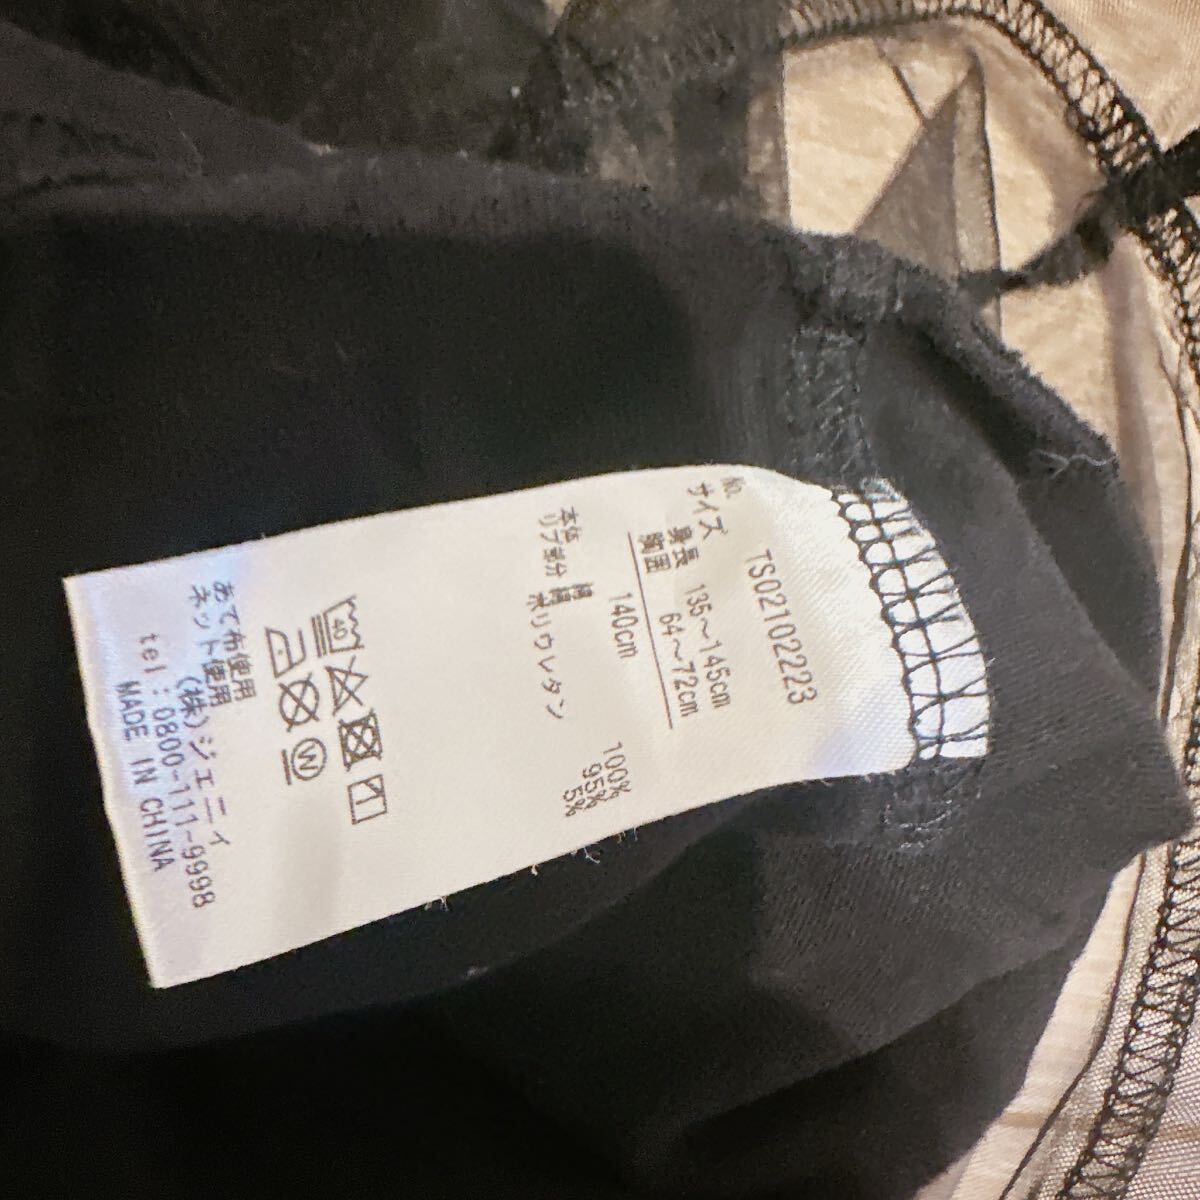 No. TS02102223
サイズ
身長 135～145cm
胸囲 64～72cm
140cm
本体 綿 100%
リブ部分 綿 95%
ポリウレタン 5%
40
W
あて布使用
ネット使用
(株)ジェニィ
tel：0800-111-9998
MADE IN CHINA